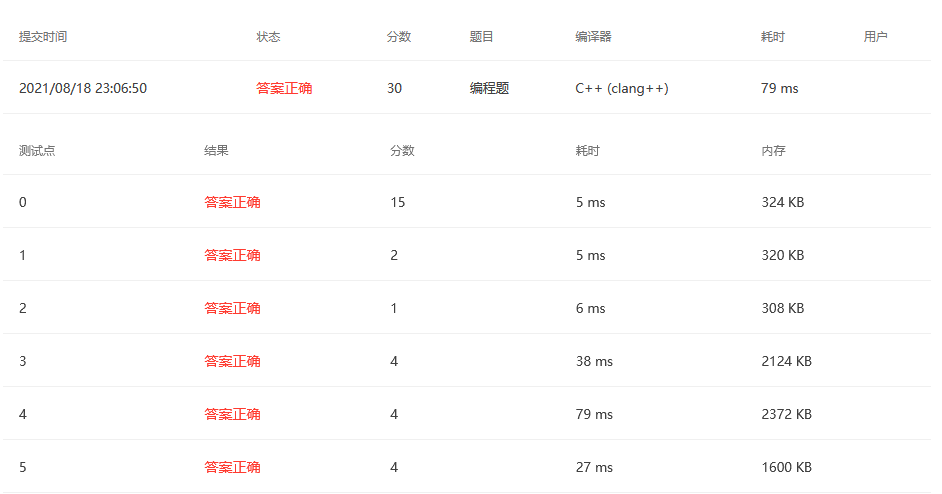 提交时间 状态 分数 题目 编译器 耗时 用户
2021/08/18 23:06:50 答案正确 30 编程题 C++ (clang++) 79 ms
测试点 结果 分数 耗时 内存
0 答案正确 15 5 ms 324 KB
1 答案正确 2 5 ms 320 KB
2 答案正确 1 6 ms 308 KB
3 答案正确 4 38 ms 2124 KB
4 答案正确 4 79 ms 2372 KB
5 答案正确 4 27 ms 1600 KB